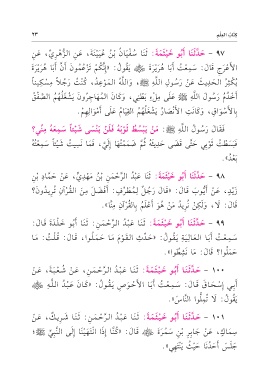 كتاب العلم
٢٣
٩٧ - حَدَّثَنَا أَبُو خَيْثَمَةَ: ثَنَا سُفْيَانُ بْنُ عُيَيْنَةَ، عَنِ الزُّهْرِيِّ، عَنِ
الأَعْرَجِ قَالَ: سَمِعْتُ أَبَا هُرَيْرَةَ ﷺ يَقُولُ: «إِنَّكُمْ تَزْعُمُونَ أَنَّ أَبَا هُرَيْرَةَ
يُكْثِرُ الحَدِيثَ عَنْ رَسُولِ اللَّهِ ﷺ، وَاللَّهُ المَوْعِدُ، كُنْتُ رَجُلًا مِسْكِينًا
أَخْدُمُ رَسُولَ اللَّهِ ﷺ عَلَى مِلْءِ بَطْنِي، وَكَانَ المُهَاجِرُونَ يَشْغَلُهُمُ الصَّفْقُ
بِالأَسْوَاقِ، وَكَانَتِ الأَنْصَارُ يَشْغَلُهُمُ القِيَامُ عَلَى أَمْوَالِهِمْ.
فَقَالَ رَسُولُ اللَّهِ ﷺ: مَنْ يَبْسُطُ ثَوْبَهُ فَلَنْ يَنْسَى شَيْئًا سَمِعَهُ مِنِّي؟
فَبَسَطْتُ ثَوْبِي حَتَّى قَضَى حَدِيثَهُ ثُمَّ ضَمَمْتُهَا إِلَيَّ، فَمَا نَسِيتُ شَيْئًا سَمِعْتُهُ
بَعْدُ».
٩٨ - حَدَّثَنَا أَبُو خَيْثَمَةَ: ثَنَا عَبْدُ الرَّحْمَنِ بْنُ مَهْدِيٍّ، عَنْ حَمَّادِ بْنِ
زَيْدٍ، عَنْ أَيُّوبَ قَالَ: «قَالَ رَجُلٌ لِمُطَرِّفٍ: أَفْضَلَ مِنَ القُرْآنِ تُرِيدُونَ؟
قَالَ: لَا، وَلَكِنْ نُرِيدُ مَنْ هُوَ أَعْلَمُ بِالقُرْآنِ مِنَّا».
٩٩ - حَدَّثَنَا أَبُو خَيْثَمَةَ: ثَنَا عَبْدُ الرَّحْمَنِ: ثَنَا أَبُو خَلْدَةَ قَالَ:
سَمِعْتُ أَبَا العَالِيَةِ يَقُولُ: «حَدِّثِ القَوْمَ مَا حَمَلُوا، قَالَ: قُلْتُ: مَا
حَمَلُوا؟ قَالَ: مَا نَشِطُوا».
١٠٠ - حَدَّثَنَا أَبُو خَيْثَمَةَ: ثَنَا عَبْدُ الرَّحْمَنِ، عَنْ شُعْبَةَ، عَنْ
أَبِي إِسْحَاقَ قَالَ: سَمِعْتُ أَبَا الأَحْوَصِ يَقُولُ: «كَانَ عَبْدُ اللَّهِ
يَقُولُ: لَا تُمِلُّوا النَّاسَ».
١٠١ - حَدَّثَنَا أَبُو خَيْثَمَةَ: ثَنَا عَبْدُ الرَّحْمَنِ: ثَنَا شَرِيكٌ، عَنْ
سِمَاكٍ، عَنْ جَابِرِ بْنِ سَمُرَةَ قَالَ: «كُنَّا إِذَا انْتَهَيْنَا إِلَى النَّبِيِّ ﷺ
جَلَسَ أَحَدُنَا حَيْثُ يَنْتَهِي».